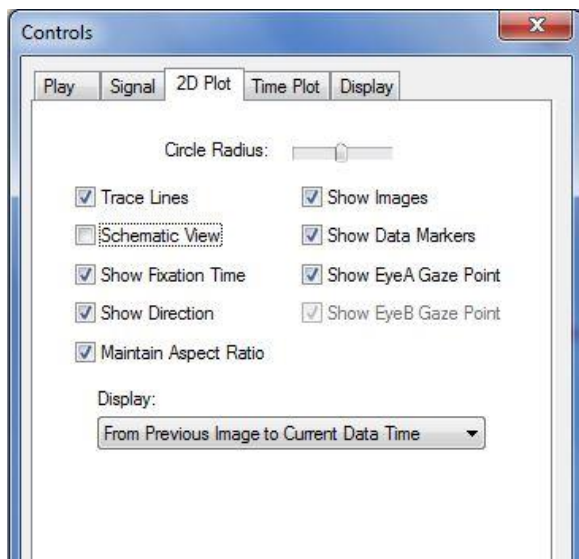 Controls
Play Signal 2D Plot Time Plot Display
Circle Radius:
Trace Lines Show Images
Schematic View Show Data Markers
Show Fixation Time Show EyeA Gaze Point
Show Direction Show EyeB Gaze Point
Maintain Aspect Ratio
Display:
From Previous Image to Current Data Time